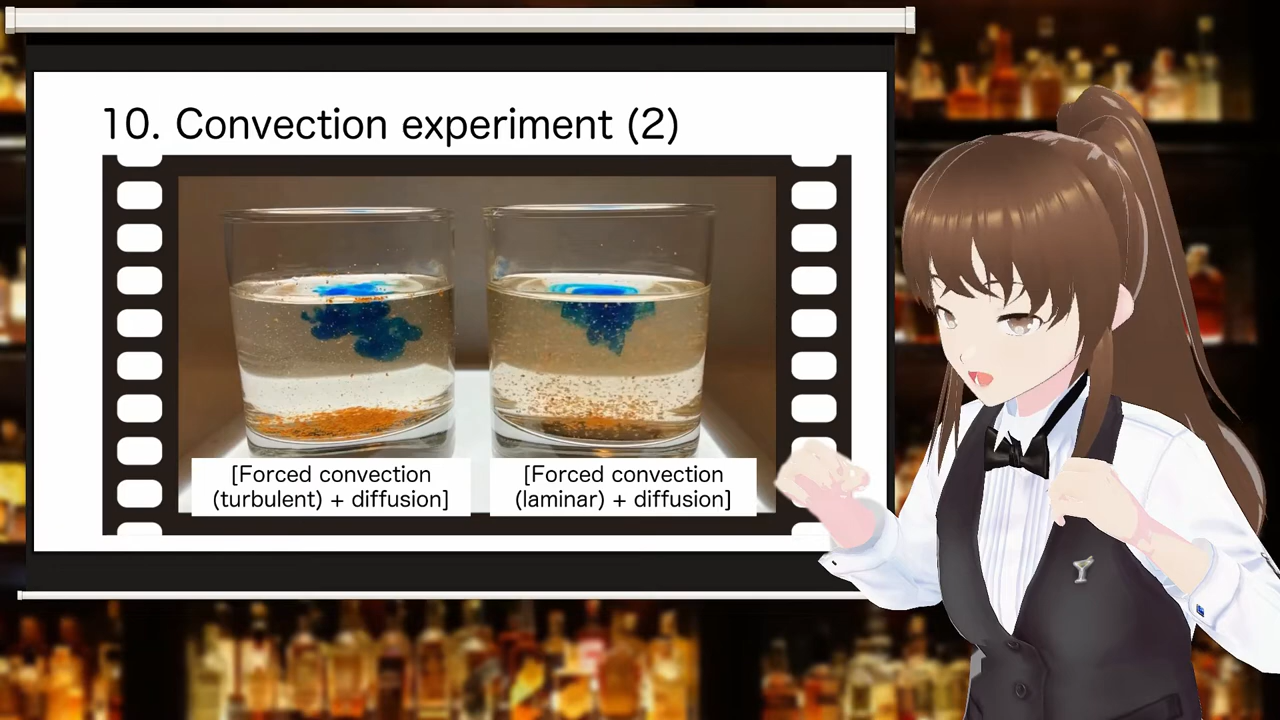 10. Convection experiment (2)
[Forced convection
(turbulent) + diffusion]
[Forced convection
(laminar) + diffusion]